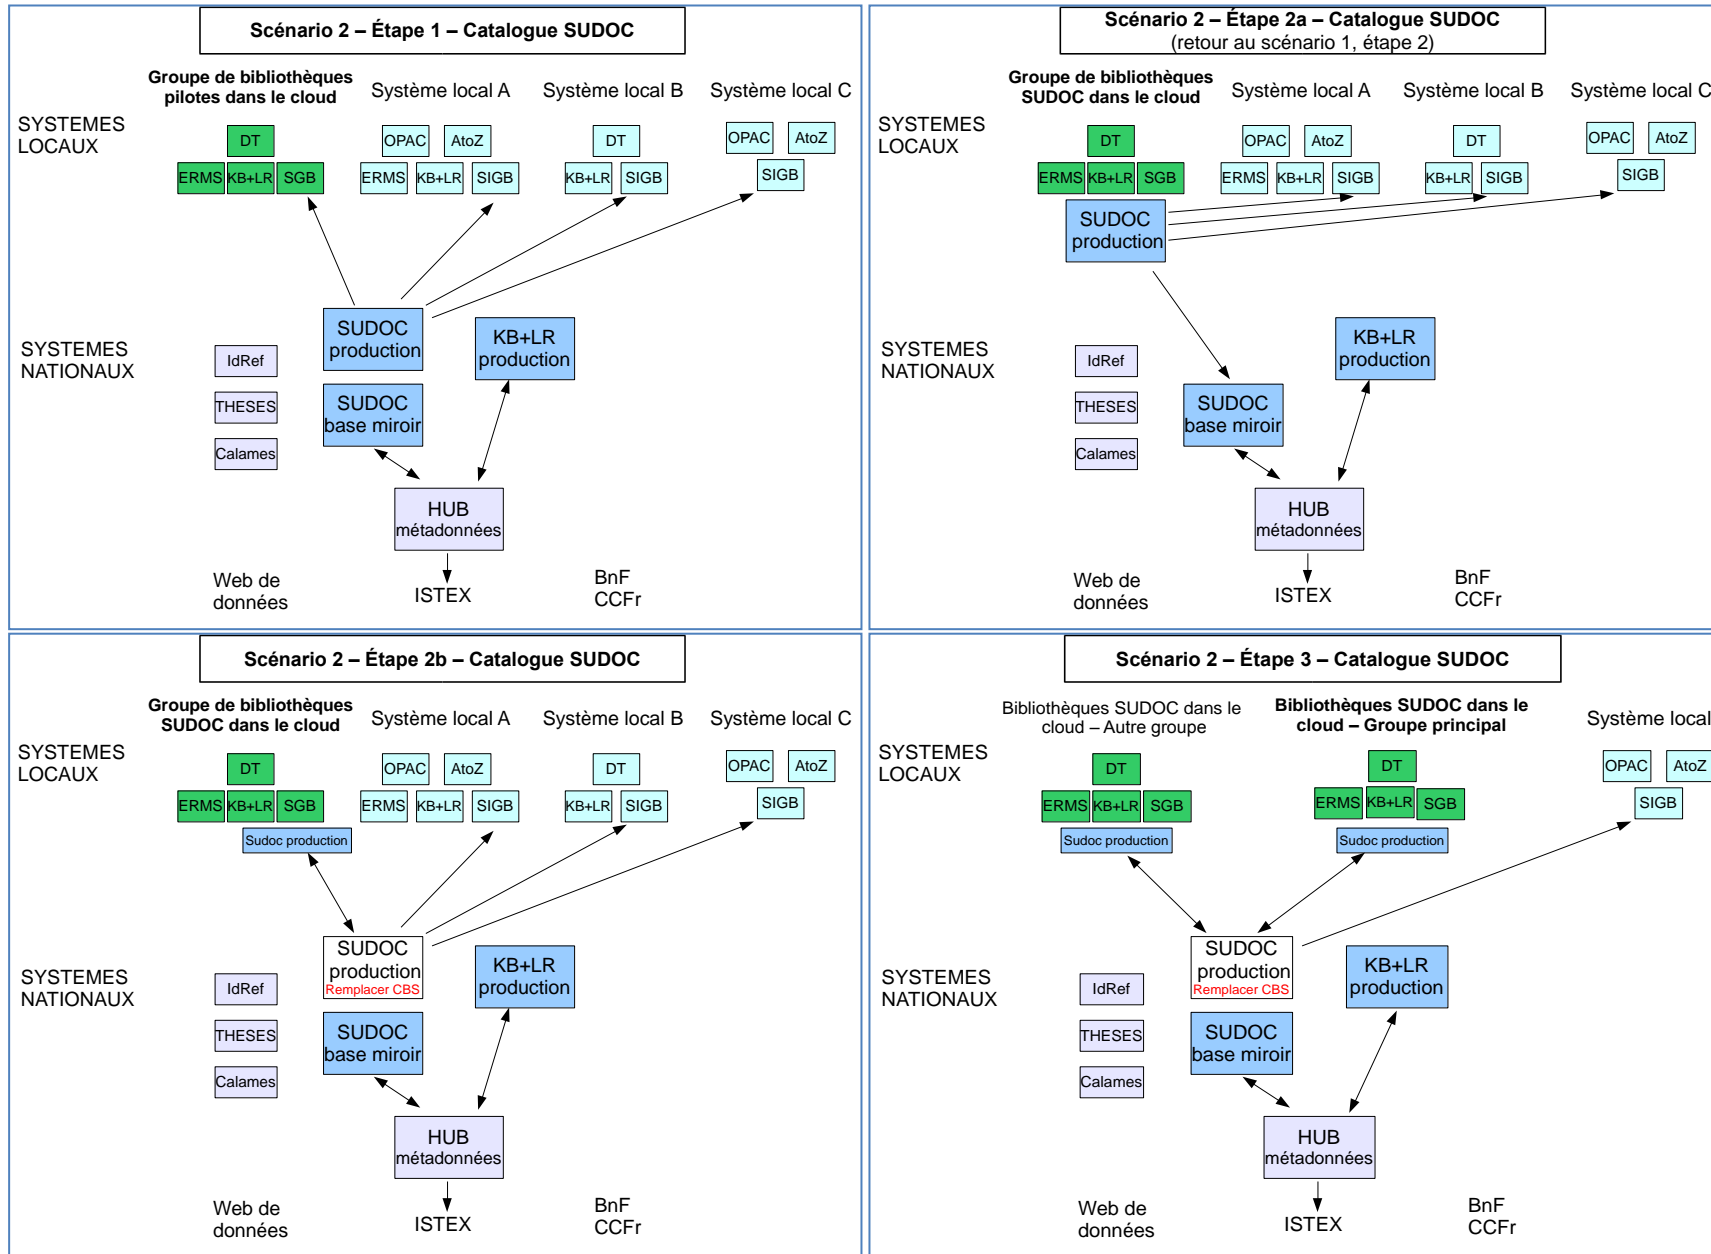 Scénario 2 – Étape 1 – Catalogue SUDOC
Groupe de bibliothèques
pilotes dans le cloud
Système local A
Système local B
Système local C
SYSTEMES
LOCAUX
DT
ERMS
KB+LR
SGB
OPAC
AtoZ
ERMS
KB+LR
SIGB
DT
KB+LR
SIGB
OPAC
AtoZ
SIGB
SYSTEMES
NATIONAUX
IdRef
THESES
Calames
SUDOC
production
KB+LR
production
SUDOC
base miroir
HUB
métadonnées
Web de
données
ISTEX
BnF
CCFr
Scénario 2 – Étape 2a – Catalogue SUDOC
(retour au scénario 1, étape 2)
Groupe de bibliothèques
SUDOC dans le cloud
Système local A
Système local B
Système local C
SYSTEMES
LOCAUX
DT
ERMS
KB+LR
SGB
OPAC
AtoZ
ERMS
KB+LR
SIGB
DT
KB+LR
SIGB
OPAC
AtoZ
SIGB
SUDOC
production
SYSTEMES
NATIONAUX
IdRef
THESES
Calames
KB+LR
production
SUDOC
base miroir
HUB
métadonnées
Web de
données
ISTEX
BnF
CCFr
Scénario 2 – Étape 2b – Catalogue SUDOC
Groupe de bibliothèques
SUDOC dans le cloud
Système local A
Système local B
Système local C
SYSTEMES
LOCAUX
DT
ERMS
KB+LR
SGB
Sudoc production
OPAC
AtoZ
ERMS
KB+LR
SIGB
DT
KB+LR
SIGB
OPAC
AtoZ
SIGB
SYSTEMES
NATIONAUX
IdRef
THESES
Calames
SUDOC
production
Remplacer CBS
KB+LR
production
SUDOC
base miroir
HUB
métadonnées
Web de
données
ISTEX
BnF
CCFr
Scénario 2 – Étape 3 – Catalogue SUDOC
Bibliothèques SUDOC dans le
cloud – Autre groupe
Bibliothèques SUDOC dans le
cloud – Groupe principal
Système local
SYSTEMES
LOCAUX
DT
ERMS
KB+LR
SGB
Sudoc production
DT
ERMS
KB+LR
SGB
Sudoc production
OPAC
AtoZ
SIGB
SYSTEMES
NATIONAUX
IdRef
THESES
Calames
SUDOC
production
Remplacer CBS
KB+LR
production
SUDOC
base miroir
HUB
métadonnées
Web de
données
ISTEX
BnF
CCFr